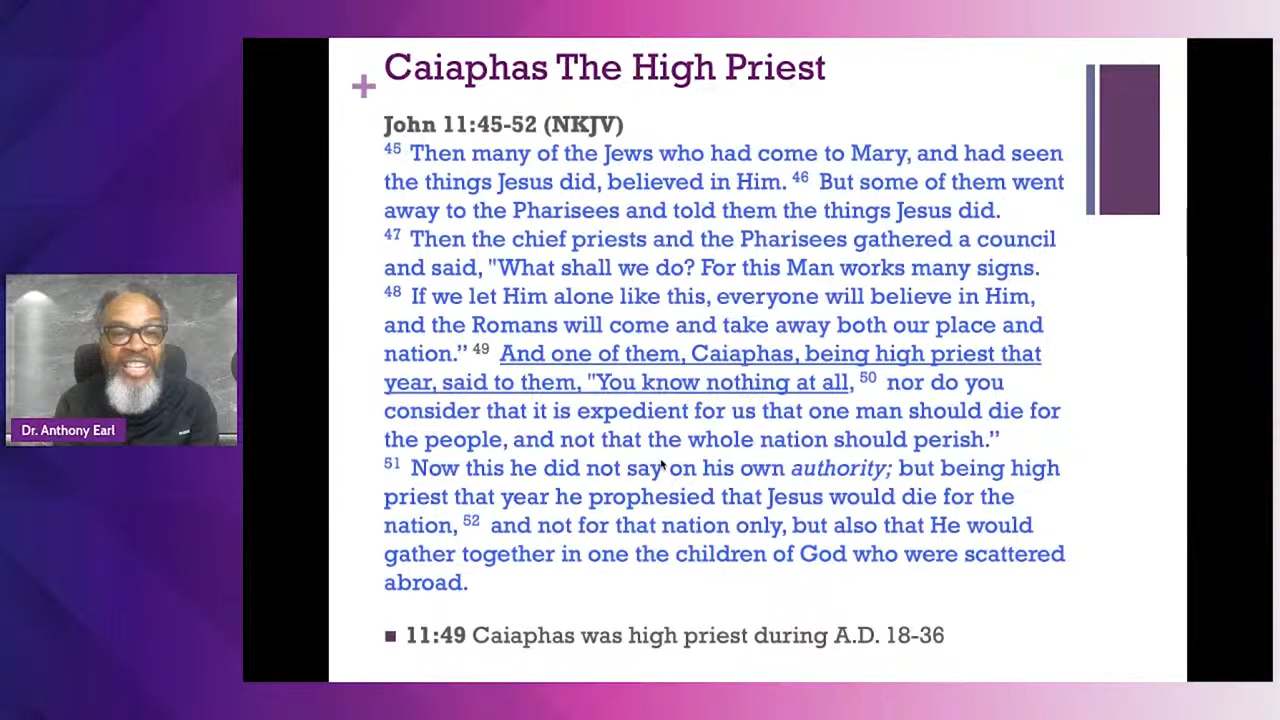 Caiaphas The High Priest
+
John 11:45-52 (NKJV)
45 Then many of the Jews who had come to Mary, and had seen
the things Jesus did, believed in Him. 46 But some of them went
away to the Pharisees and told them the things Jesus did.
47 Then the chief priests and the Pharisees gathered a council
and said, "What shall we do? For this Man works many signs.
48 If we let Him alone like this, everyone will believe in Him,
and the Romans will come and take away both our place and
nation.” 49 And one of them, Caiaphas, being high priest that
year, said to them, "You know nothing at all, 50 nor do you
consider that it is expedient for us that one man should die for
the people, and not that the whole nation should perish.”
51 Now this he did not say on his own authority; but being high
priest that year he prophesied that Jesus would die for the
nation, 52 and not for that nation only, but also that He would
gather together in one the children of God who were scattered
abroad.
■ 11:49 Caiaphas was high priest during A.D. 18-36
Dr. Anthony Earl